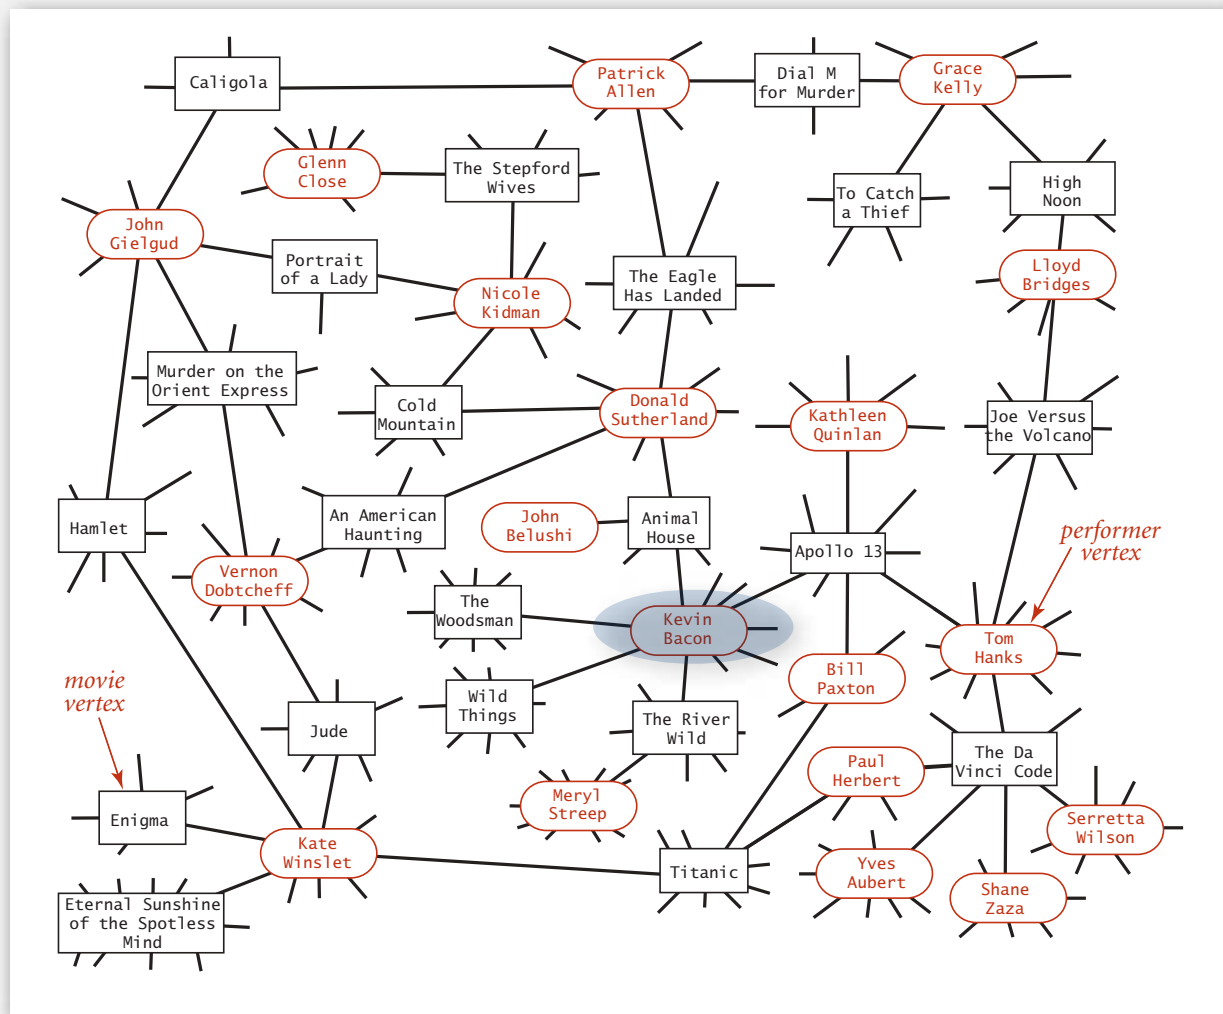 Caligola
Patrick
Allen
Dial M
for Murder
Grace
Kelly
Glenn
Close
The Stepford
Wives
To Catch
a Thief
High
Noon
John
Gielgud
Portrait
of a Lady
Nicole
Kidman
The Eagle
Has Landed
Lloyd
Bridges
Murder on the
Orient Express
Cold
Mountain
Donald
Sutherland
Kathleen
Quinlan
Joe Versus
the Volcano
Hamlet
An American
Haunting
John
Belushi
Animal
House
Apollo 13
performer
vertex
Vernon
Dobtcheff
The
Woodsman
Kevin
Bacon
Tom
Hanks
Bill
Paxton
movie
vertex
Jude
Wild
Things
The River
Wild
Paul
Herbert
The Da
Vinci Code
Enigma
Meryl
Streep
Serretta
Wilson
Kate
Winslet
Titanic
Yves
Aubert
Shane
Zaza
Eternal Sunshine
of the Spotless
Mind